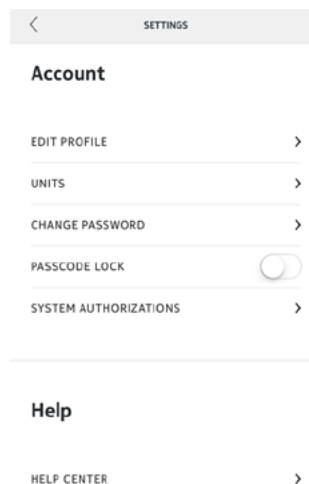 SETTINGS
Account
EDIT PROFILE
UNITS
CHANGE PASSWORD
PASSCODE LOCK
SYSTEM AUTHORIZATIONS
Help
HELP CENTER